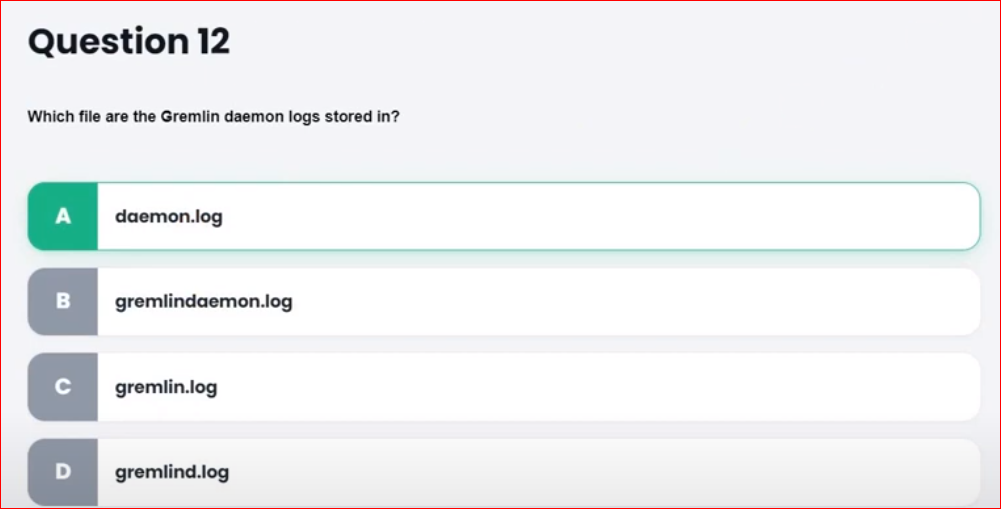 Question 12
Which file are the Gremlin daemon logs stored in?
A daemon.log
B gremlindaemon.log
C gremlin.log
D gremlind.log